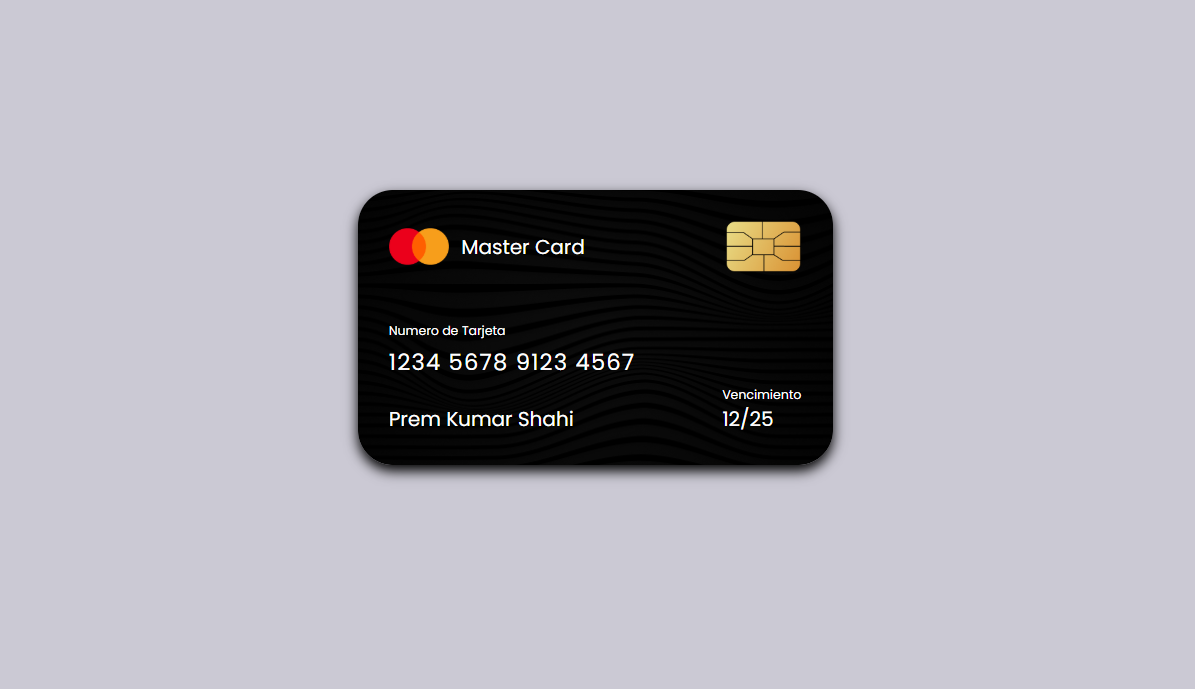 Master Card
Numero de Tarjeta
1234 5678 9123 4567
Prem Kumar Shahi
Vencimiento
12/25